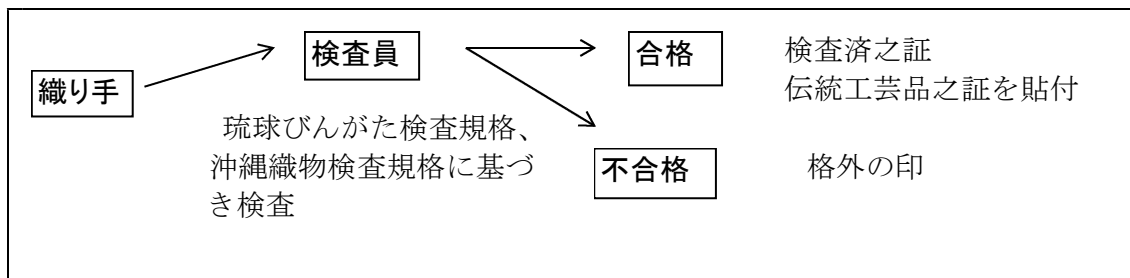 織り手
検査員
琉球びんがた検査規格、
沖縄織物検査規格に基づ
き検査
合格
検査済之証
伝統工芸品之証を貼付
不合格
格外の印